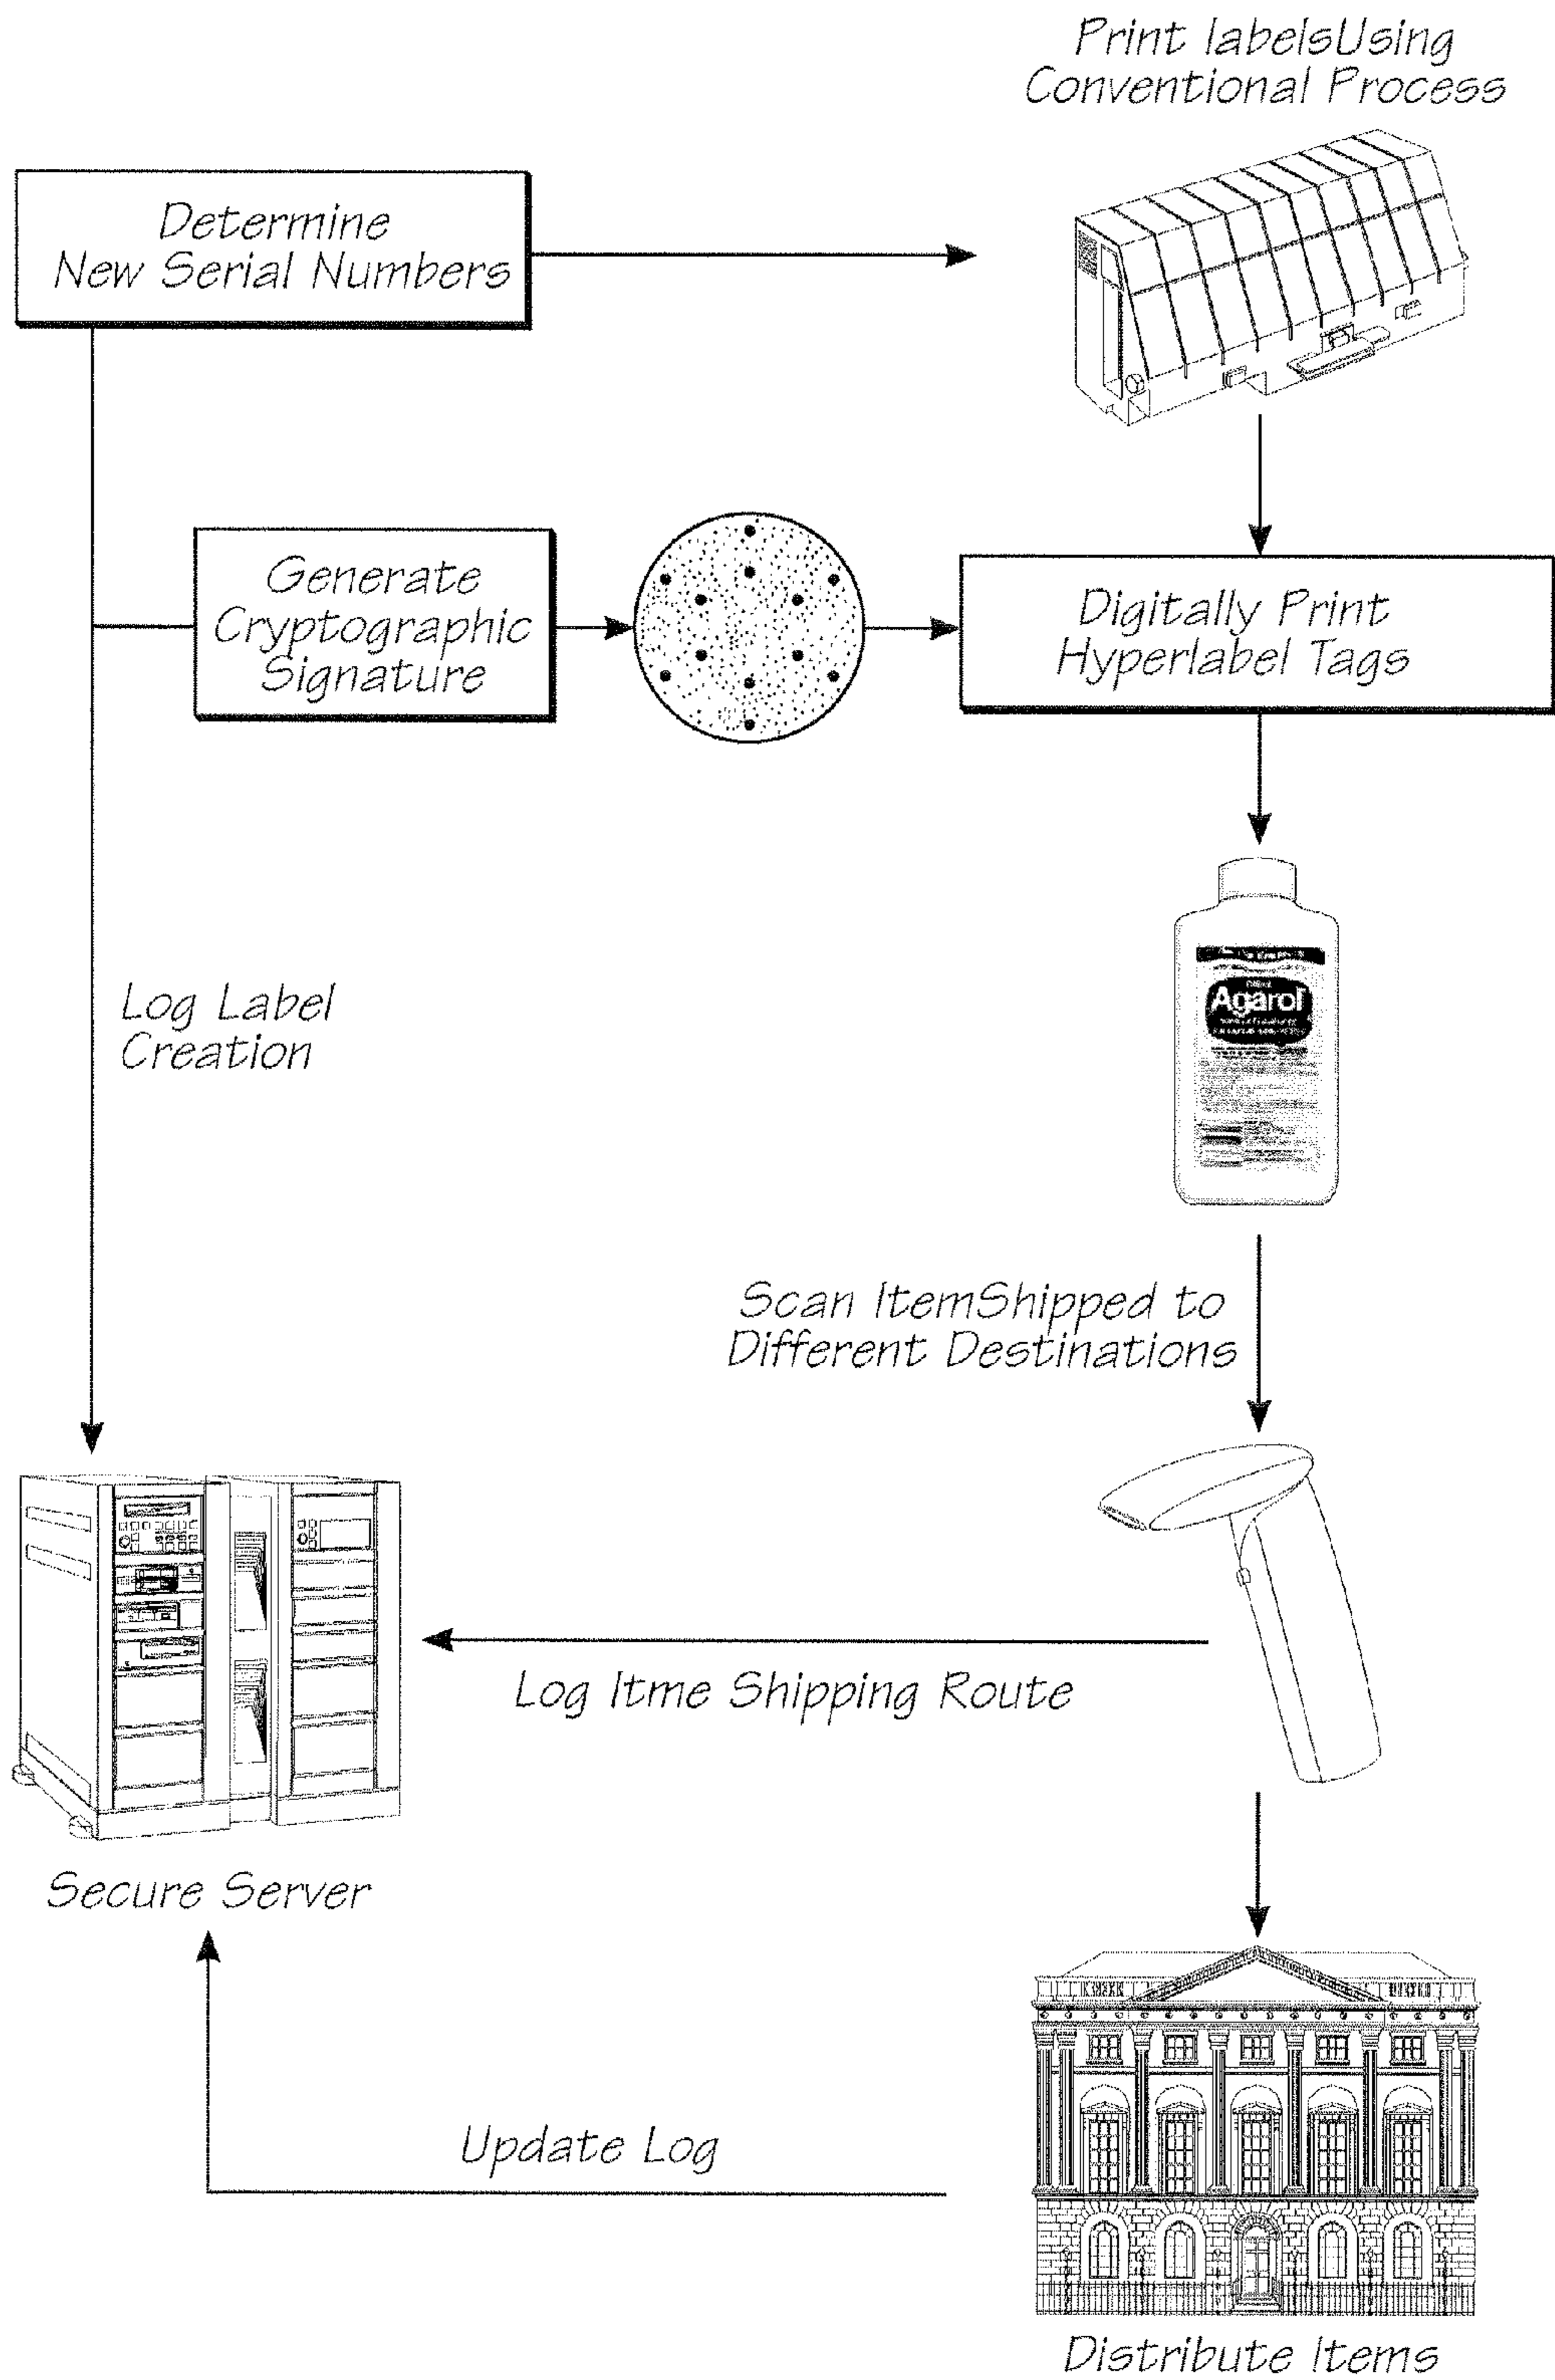 Print labelsUsing
Conventional Process
Determine
New Serial Numbers
Generate
Cryptographic
Signature
Digitally Print
Hyperlabel Tags
Log Label
Creation
Agarol
Scan ItemShipped to
Different Destinations
Log Itme Shipping Route
Secure Server
Update Log
Distribute Items